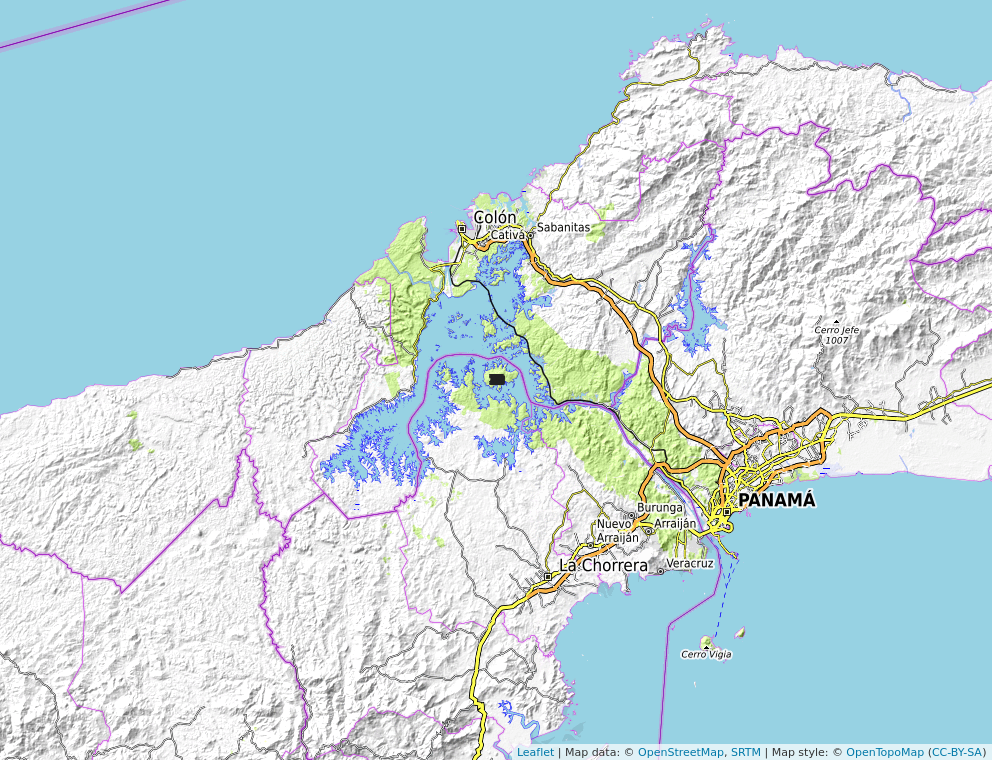 Colón
Cativá
Sabanitas
Cerro Jefe
1007
PANAMÁ
Burunga
Nuevo
Arraiján
Arraiján
La Chorrera
Veracruz
Cerro Vigia
Leaflet | Map data: © OpenStreetMap, SRTM | Map style: © OpenTopoMap (CC-BY-SA)